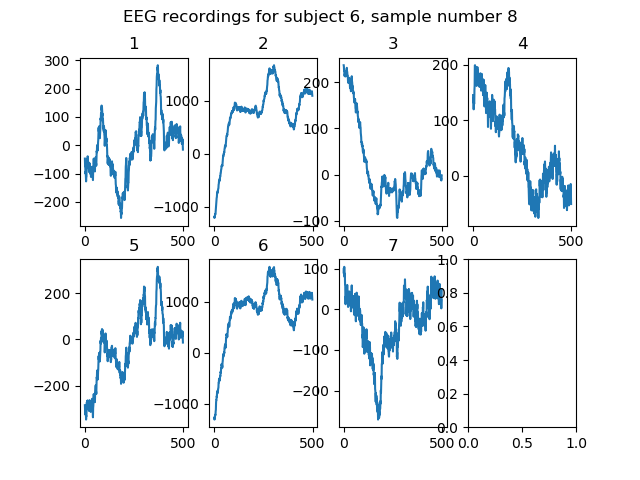 EEG recordings for subject 6, sample number 8
1 2 3 4
300 200 100 0 −100 −200
1000 0 −1000
200 100 0 −100
200 100 0
0 500 0 500 0 500 0 500
5 6 7
200 0 −200
1000 0 −1000
100 0 −100 −200
1.0 0.8 0.6 0.4 0.2 0.0
0 500 0 500 0 500 0.0 0.5 1.0